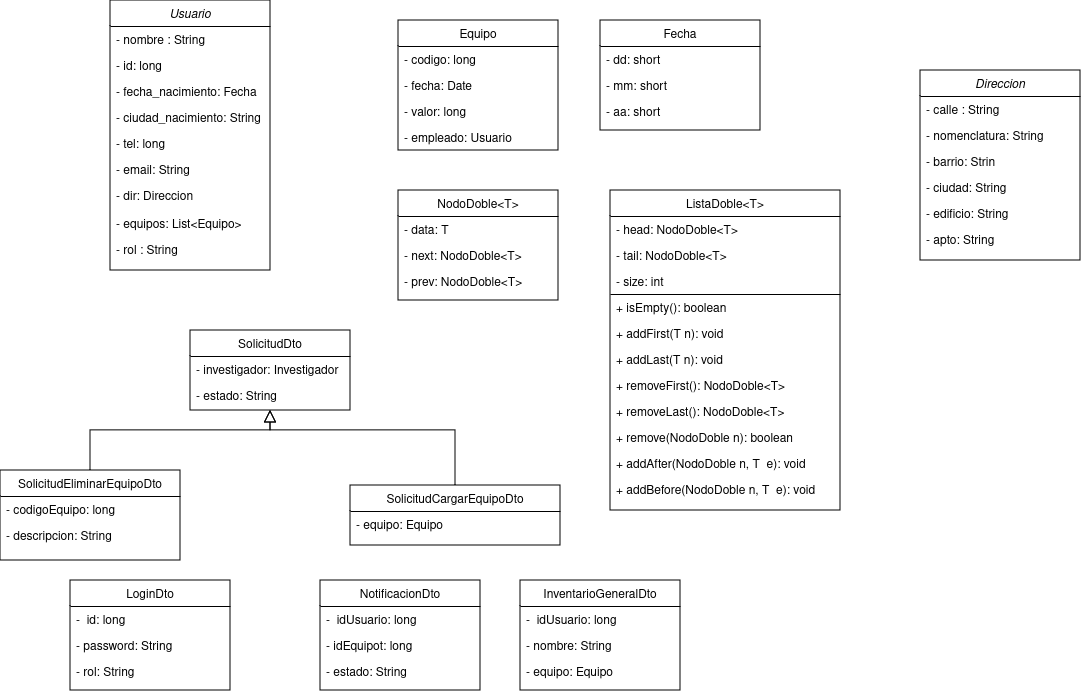 Usuario
- nombre : String
- id: long
- fecha_nacimiento: Fecha
- ciudad_nacimiento: String
- tel: long
- email: String
- dir: Direccion
- equipos: List<Equipo>
- rol : String
Equipo
- codigo: long
- fecha: Date
- valor: long
- empleado: Usuario
Fecha
- dd: short
- mm: short
- aa: short
Direccion
- calle : String
- nomenclatura: String
- barrio: Strin
- ciudad: String
- edificio: String
- apto: String
NodoDoble<T>
- data: T
- next: NodoDoble<T>
- prev: NodoDoble<T>
ListaDoble<T>
- head: NodoDoble<T>
- tail: NodoDoble<T>
- size: int
+ isEmpty(): boolean
+ addFirst(T n): void
+ addLast(T n): void
+ removeFirst(): NodoDoble<T>
+ removeLast(): NodoDoble<T>
+ remove(NodoDoble n): boolean
+ addAfter(NodoDoble n, T e): void
+ addBefore(NodoDoble n, T e): void
SolicitudDto
- investigador: Investigador
- estado: String
SolicitudEliminarEquipoDto
- codigoEquipo: long
- descripcion: String
SolicitudCargarEquipoDto
- equipo: Equipo
LoginDto
- id: long
- password: String
- rol: String
NotificacionDto
- idUsuario: long
- idEquipot: long
- estado: String
InventarioGeneralDto
- idUsuario: long
- nombre: String
- equipo: Equipo